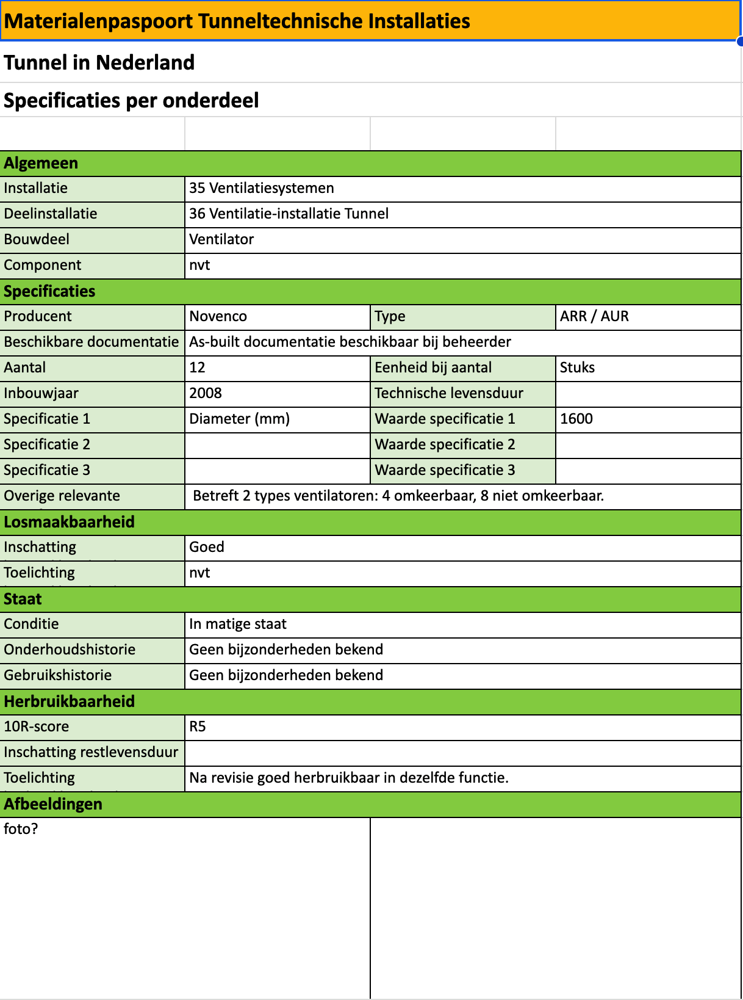 Materialenpaspoort Tunneltechnische Installaties
Tunnel in Nederland
Specificaties per onderdeel
Algemeen
Installatie 35 Ventilatiesystemen
Deelinstallatie 36 Ventilatie-installatie Tunnel
Bouwdeel Ventilator
Component nvt
Specificaties
Producent Novenco Type ARR / AUR
Beschikbare documentatie As-built documentatie beschikbaar bij beheerder
Aantal 12 Eenheid bij aantal Stuks
Inbouwjaar 2008 Technische levensduur
Specificatie 1 Diameter (mm) Waarde specificatie 1 1600
Specificatie 2 Waarde specificatie 2
Specificatie 3 Waarde specificatie 3
Overige relevante Betreft 2 types ventilatoren: 4 omkeerbaar, 8 niet omkeerbaar.
Losmaakbaarheid
Inschatting Goed
Toelichting nvt
Staat
Conditie In matige staat
Onderhoudshistorie Geen bijzonderheden bekend
Gebruikshistorie Geen bijzonderheden bekend
Herbruikbaarheid
10R-score R5
Inschatting restlevensduur
Toelichting Na revisie goed herbruikbaar in dezelfde functie.
Afbeeldingen
foto?